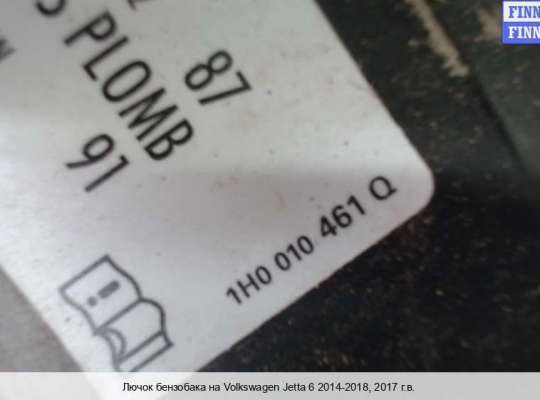 FINN
FINN
87
PLOMB
91
1H0 010 461 Q
Лючок бензобака на Volkswagen Jetta 6 2014-2018, 2017 г.в.